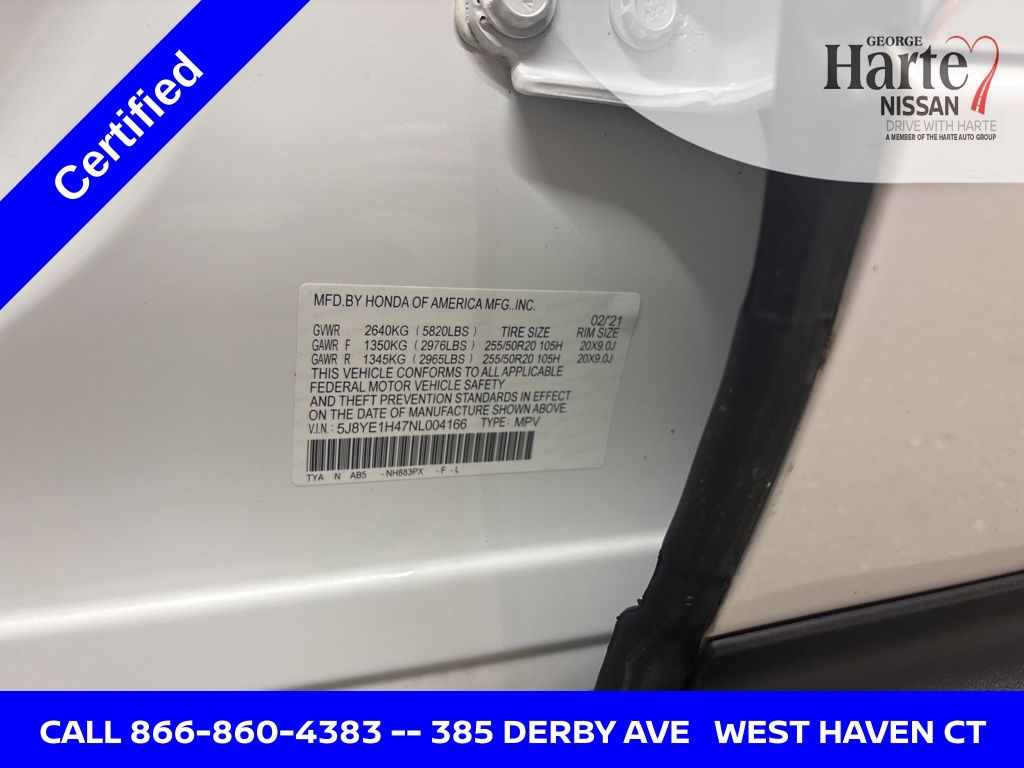 Certified
GEORGE
Harte
NISSAN
DRIVE WITH HARTE
A MEMBER OF THE HARTE AUTO GROUP
MFD.BY HONDA OF AMERICA MFG.,INC.
02/'21
GVWR 2640KG (5820LBS) TIRE SIZE RIM SIZE
GAWR F 1350KG (2976LBS) 255/50R20 105H 20X9.0J
GAWR R 1345KG (2965LBS) 255/50R20 105H 20X9.0J
THIS VEHICLE CONFORMS TO ALL APPLICABLE
FEDERAL MOTOR VEHICLE SAFETY
AND THEFT PREVENTION STANDARDS IN EFFECT
ON THE DATE OF MANUFACTURE SHOWN ABOVE.
V.I.N.: 5J8YE1H47NL004166 TYPE: MPV
TYA N AB5 -NH883PX -F -L
CALL 866-860-4383 -- 385 DERBY AVE WEST HAVEN CT